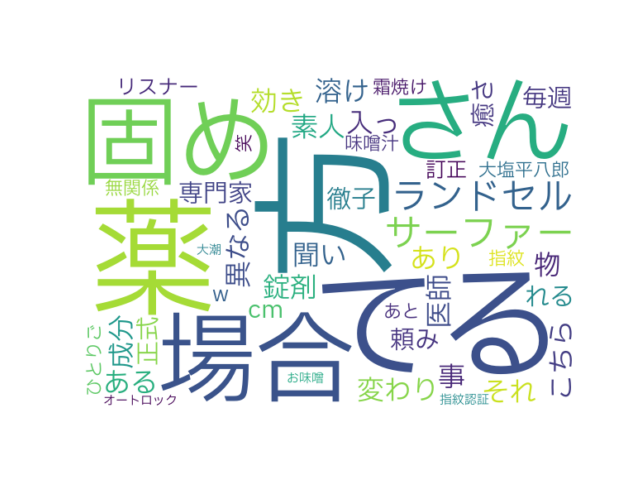 リスナー
効き
溶け
霜焼け
さん
癒さ
毎週
固め
笑
素人
入っ
味噌汁
訂正
大塩平八郎
無関係
専門家
方
徹子
ランドセル
薬
異なる
サーファー
大潮
聞い
あり
指紋
物
w
錠剤
てる
医師
れる
cm
あと
ひとりご
成分
正式
場合
頼み
こちら
ある
お味噌
変わり
事
それ
オートロック
指紋認証